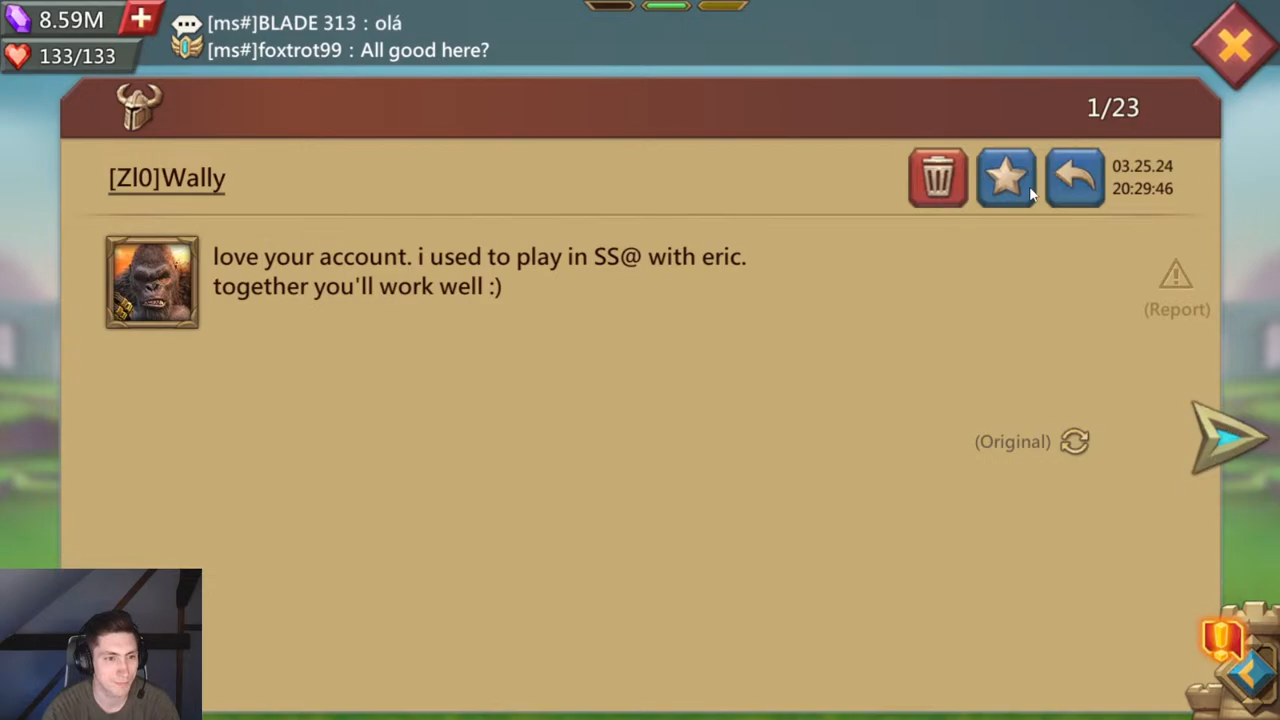 8.59M
133/133
[ms#]BLADE 313 : olá
[ms#]foxtrot99 : All good here?
1/23
[Zl0]Wally
03.25.24
20:29:46
love your account. i used to play in SS@ with eric.
together you'll work well :)
(Report)
(Original)